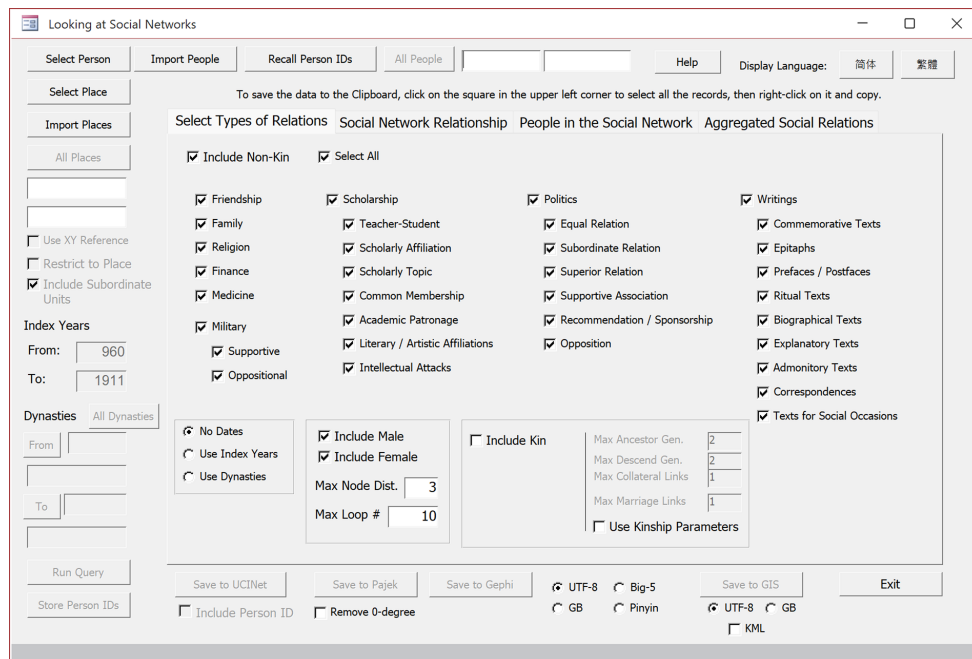 Looking at Social Networks
Select Person Import People Recall Person IDs All People Help Display Language: 简体 繁體
Select Place
To save the data to the Clipboard, click on the square in the upper left corner to select all the records, then right-click on it and copy.
Import Places
Select Types of Relations Social Network Relationship People in the Social Network Aggregated Social Relations
All Places
Include Non-Kin Select All
Friendship Scholarship Politics Writings
Family Teacher-Student Equal Relation Commemorative Texts
Use XY Reference
Religion Scholarly Affiliation Subordinate Relation Epitaphs
Restrict to Place
Finance Scholarly Topic Superior Relation Prefaces / Postfaces
Include Subordinate
Units
Medicine Common Membership Supportive Association Ritual Texts
Index Years
Military Academic Patronage Recommendation / Sponsorship Biographical Texts
From: 960
Supportive Literary / Artistic Affiliations Opposition Explanatory Texts
To: 1911
Oppositional Intellectual Attacks Admonitory Texts
Correspondences
Dynasties All Dynasties
Texts for Social Occasions
From
No Dates Include Male Include Kin Max Ancestor Gen. 2
Use Index Years Include Female Max Descend Gen. 2
Use Dynasties Max Node Dist. 3 Max Collateral Links 1
To
Max Loop # 10 Max Marriage Links 1
Use Kinship Parameters
Run Query
Save to UCINet Save to Pajek Save to Gephi UTF-8 Big-5 Save to GIS Exit
Store Person IDs
Include Person ID Remove 0-degree GB Pinyin UTF-8 GB
KML